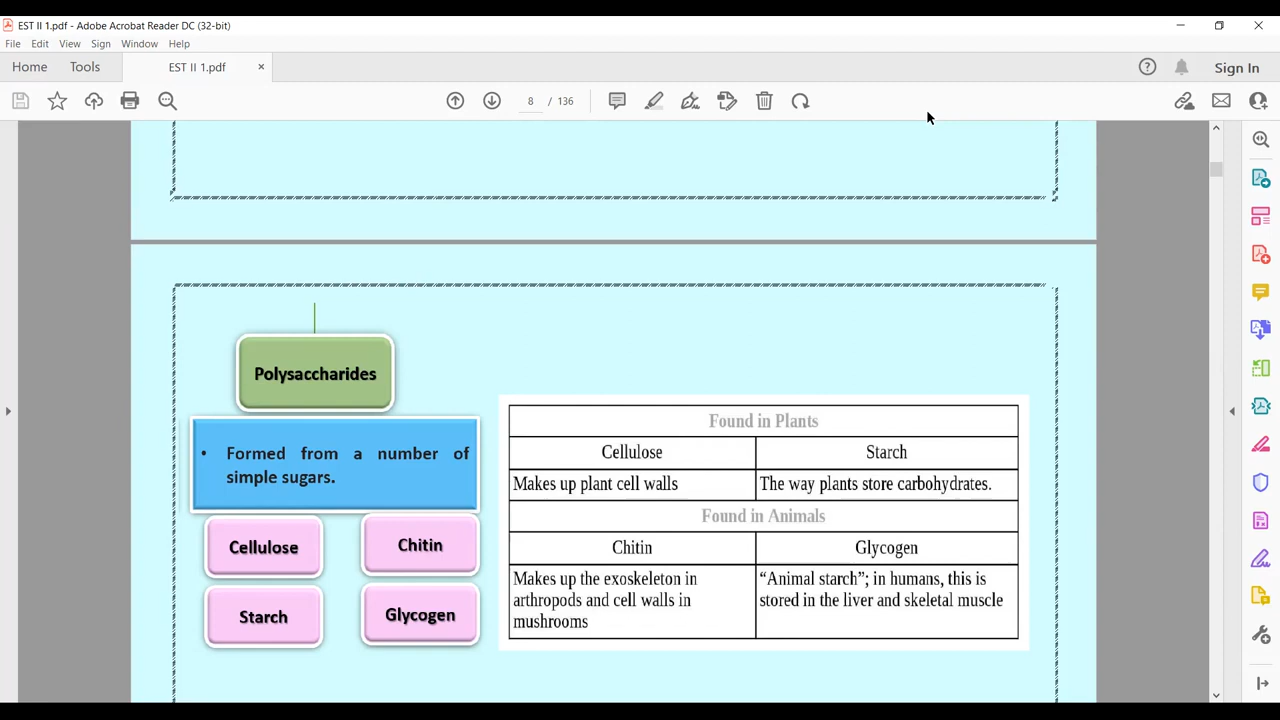 EST II 1.pdf - Adobe Acrobat Reader DC (32-bit)
File Edit View Sign Window Help
Home Tools EST II 1.pdf × Sign In
8 / 136
Polysaccharides
• Formed from a number of
simple sugars.
Cellulose Chitin
Starch Glycogen
Found in Plants
Cellulose Starch
Makes up plant cell walls The way plants store carbohydrates.
Found in Animals
Chitin Glycogen
Makes up the exoskeleton in “Animal starch”; in humans, this is
arthropods and cell walls in stored in the liver and skeletal muscle
mushrooms